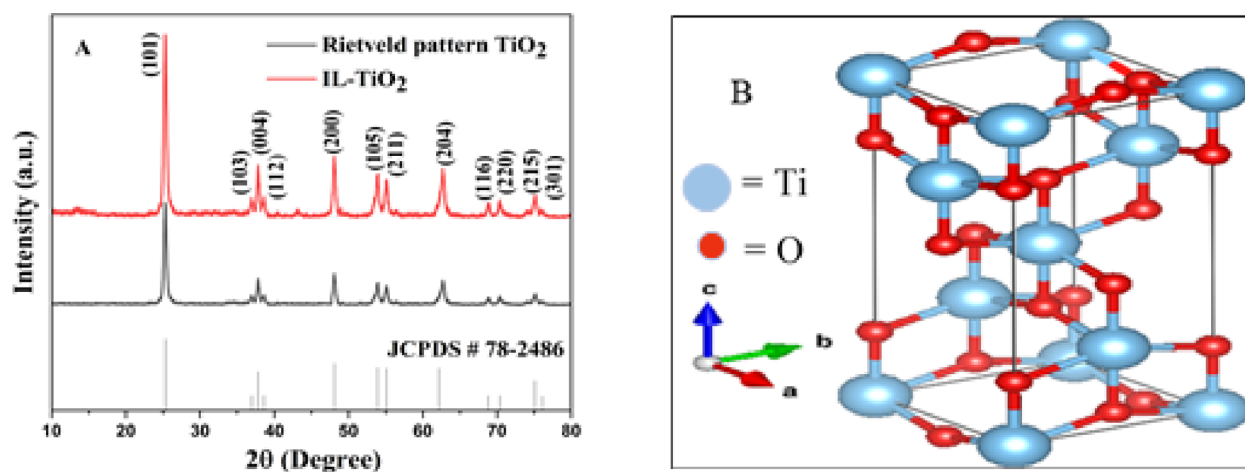 A
Rietveld pattern TiO₂
IL-TiO₂
(101)
(103)
(004)
(112)
(200)
(105)
(211)
(204)
(116)
(220)
(215)
(301)
JCPDS # 78-2486
Intensity (a.u.)
10 20 30 40 50 60 70 80
2θ (Degree)
B
= Ti
= O
c
b
a